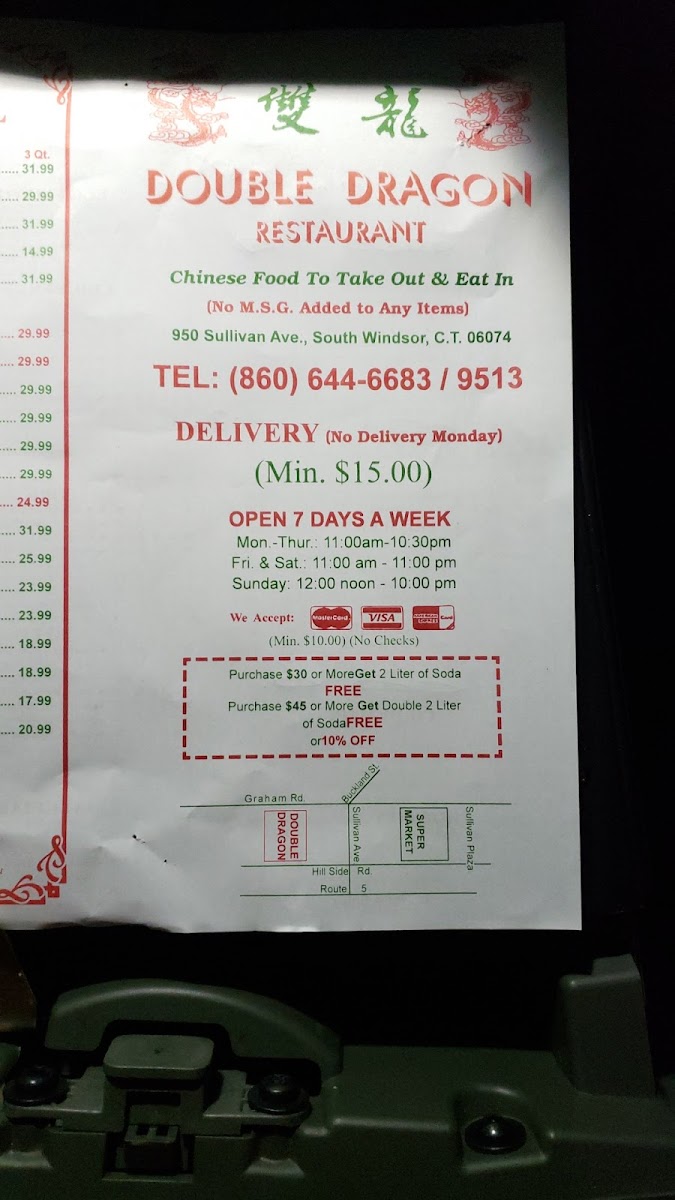 3 Qt.
..... 31.99
..... 29.99
..... 31.99
..... 14.99
..... 31.99
.... 29.99
.... 29.99
..... 29.99
..... 29.99
..... 29.99
..... 29.99
.... 24.99
.... 31.99
.... 25.99
.... 23.99
.... 23.99
.... 18.99
.... 18.99
.... 17.99
.... 20.99
雙 龍
DOUBLE DRAGON
RESTAURANT
Chinese Food To Take Out & Eat In
(No M.S.G. Added to Any Items)
950 Sullivan Ave., South Windsor, C.T. 06074
TEL: (860) 644-6683 / 9513
DELIVERY (No Delivery Monday)
(Min. $15.00)
OPEN 7 DAYS A WEEK
Mon.-Thur.: 11:00am-10:30pm
Fri. & Sat.: 11:00 am - 11:00 pm
Sunday: 12:00 noon - 10:00 pm
We Accept: MasterCard VISA AMERICAN EXPRESS Card
(Min. $10.00) (No Checks)
Purchase $30 or MoreGet 2 Liter of Soda
FREE
Purchase $45 or More Get Double 2 Liter
of SodaFREE
or10% OFF
Buckland St.
Graham Rd.
DOUBLE
DRAGON
Sullivan Ave
SUPER
MARKET
Sullivan Plaza
Hill Side Rd.
Route 5